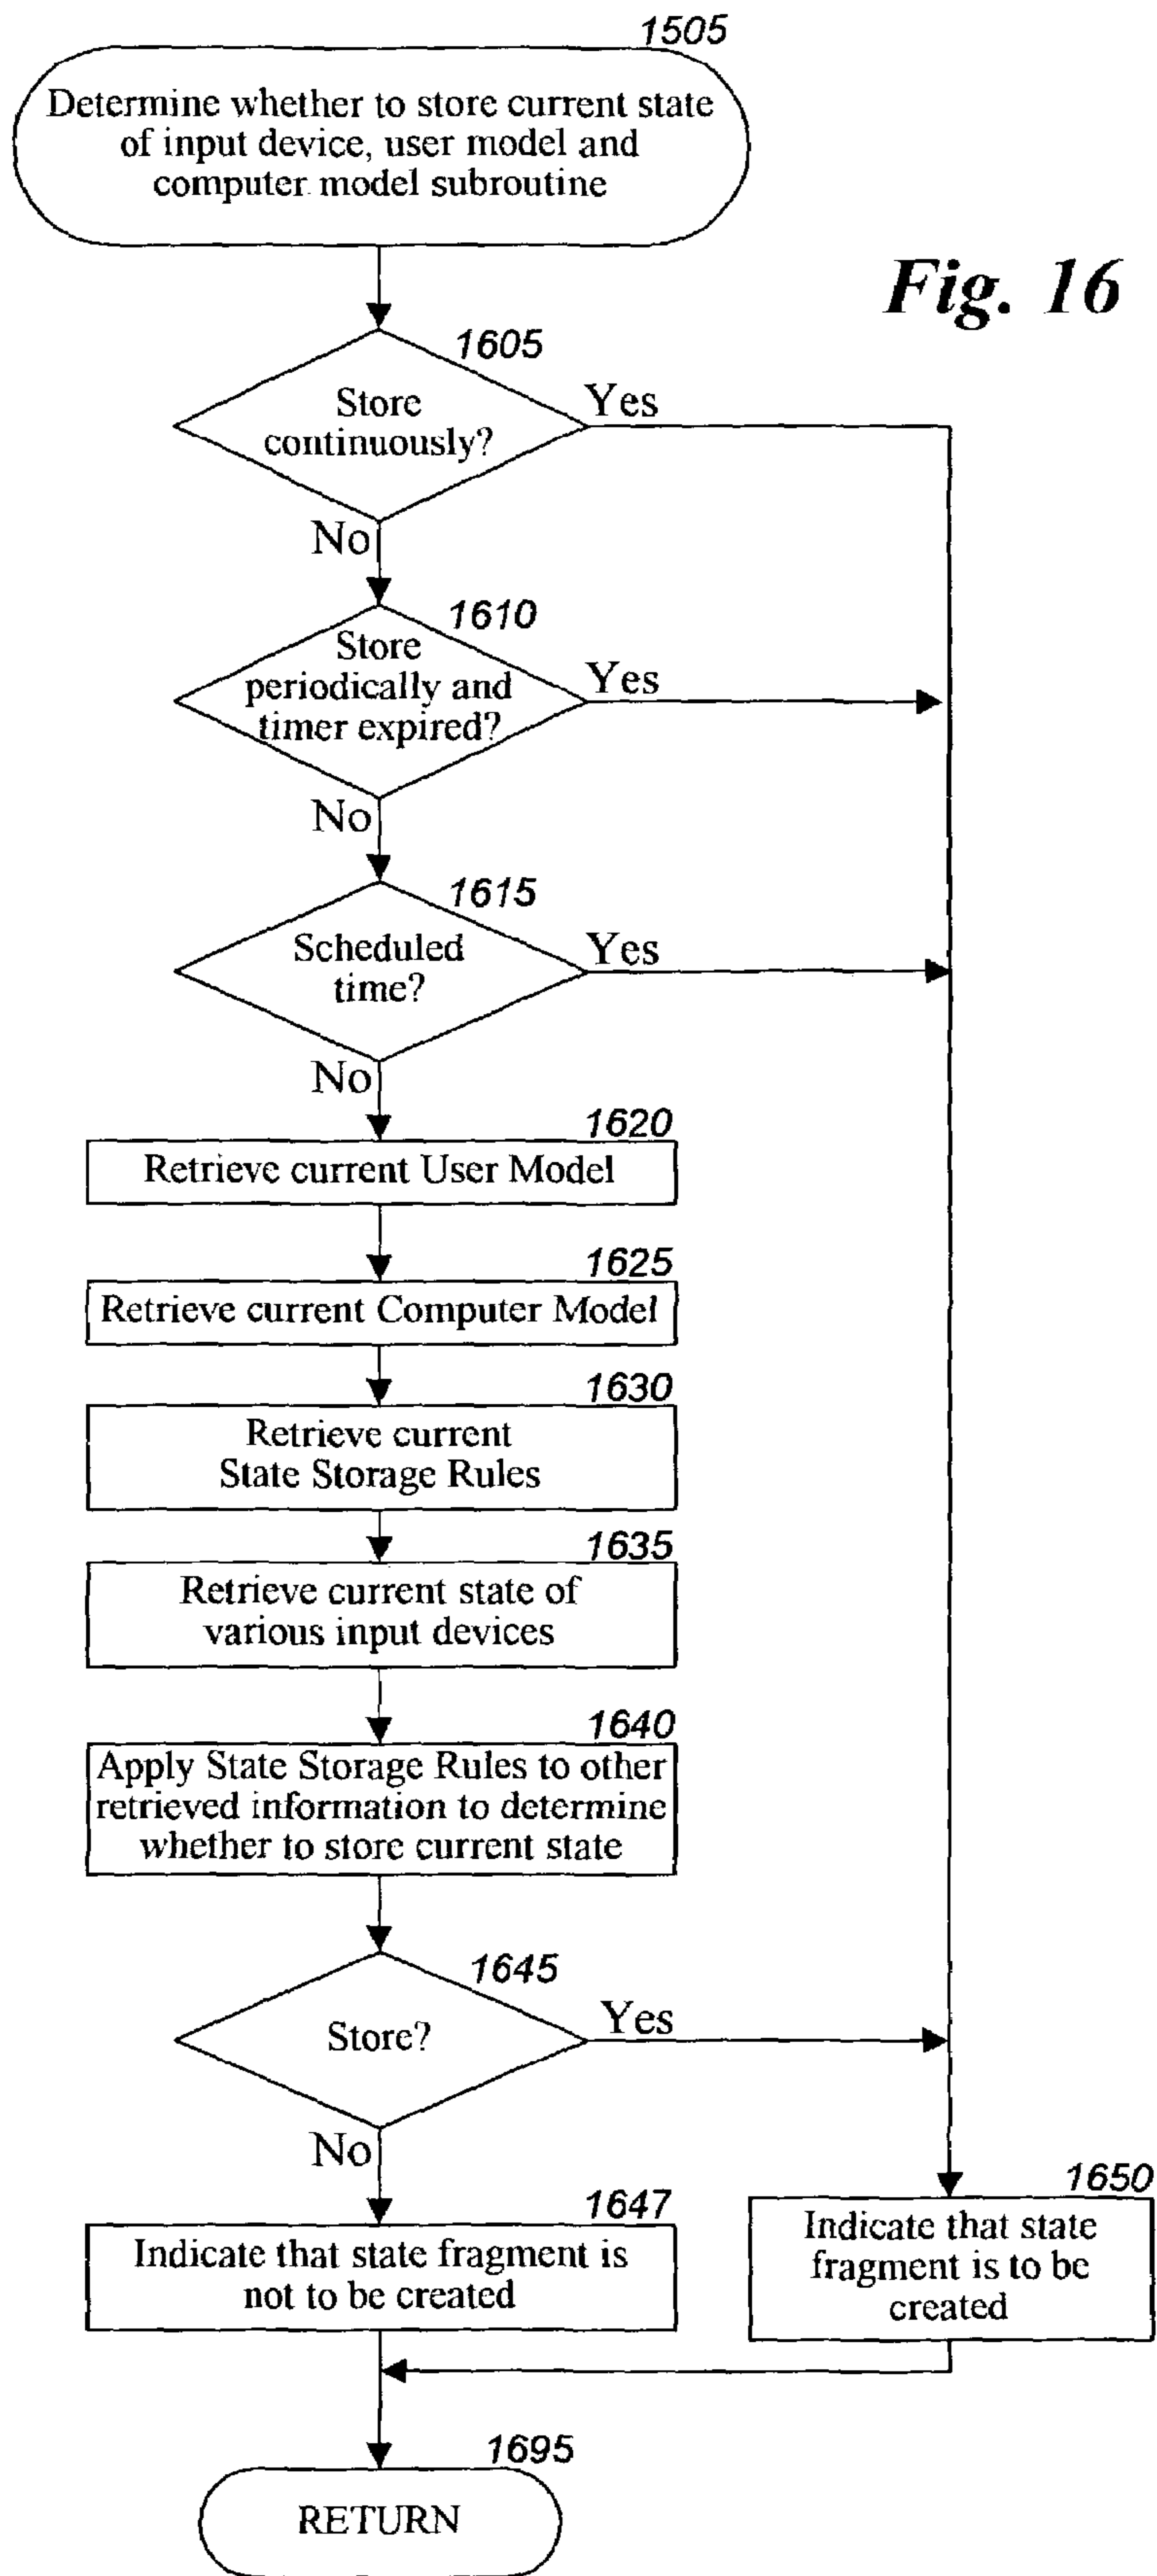 1505
Determine whether to store current state
of input device, user model and
computer model subroutine
Fig. 16
1605
Store
continuously?
Yes
No
1610
Store
periodically and
timer expired?
Yes
No
1615
Scheduled
time?
Yes
No
1620
Retrieve current User Model
1625
Retrieve current Computer Model
1630
Retrieve current
State Storage Rules
1635
Retrieve current state of
various input devices
1640
Apply State Storage Rules to other
retrieved information to determine
whether to store current state
1645
Store?
Yes
No
1647
Indicate that state fragment is
not to be created
1650
Indicate that state
fragment is to be
created
1695
RETURN